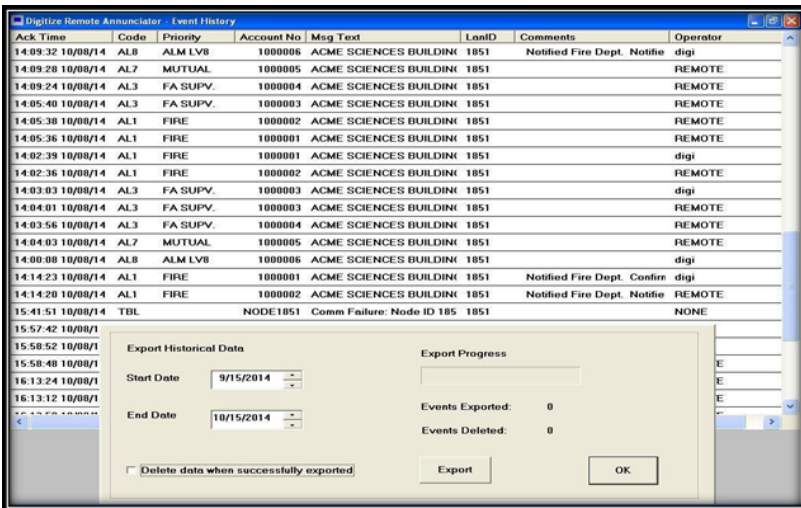 Digitize Remote Annunciator - Event History
Ack Time Code Priority Account No Msg Text LanID Comments Operator
14:09:32 10/08/14 AL8 ALM LV8 1000006 ACME SCIENCES BUILDIN 1851 Notified Fire Dept. Notifie digi
14:09:28 10/08/14 AL7 MUTUAL 1000005 ACME SCIENCES BUILDIN 1851 REMOTE
14:09:24 10/08/14 AL3 FA SUPV. 1000004 ACME SCIENCES BUILDIN 1851 REMOTE
14:05:40 10/08/14 AL3 FA SUPV. 1000003 ACME SCIENCES BUILDIN 1851 REMOTE
14:05:38 10/08/14 AL1 FIRE 1000002 ACME SCIENCES BUILDIN 1851 REMOTE
14:05:36 10/08/14 AL1 FIRE 1000001 ACME SCIENCES BUILDIN 1851 REMOTE
14:02:39 10/08/14 AL1 FIRE 1000001 ACME SCIENCES BUILDIN 1851 digi
14:02:36 10/08/14 AL1 FIRE 1000002 ACME SCIENCES BUILDIN 1851 REMOTE
14:03:03 10/08/14 AL3 FA SUPV. 1000003 ACME SCIENCES BUILDIN 1851 digi
14:04:01 10/08/14 AL3 FA SUPV. 1000003 ACME SCIENCES BUILDIN 1851 REMOTE
14:03:56 10/08/14 AL3 FA SUPV. 1000004 ACME SCIENCES BUILDIN 1851 REMOTE
14:04:03 10/08/14 AL7 MUTUAL 1000005 ACME SCIENCES BUILDIN 1851 REMOTE
14:00:08 10/08/14 AL8 ALM LV8 1000006 ACME SCIENCES BUILDIN 1851 digi
14:14:23 10/08/14 AL1 FIRE 1000001 ACME SCIENCES BUILDIN 1851 Notified Fire Dept. Confirm digi
14:14:20 10/08/14 AL1 FIRE 1000002 ACME SCIENCES BUILDIN 1851 Notified Fire Dept. Notifie REMOTE
15:41:51 10/08/14 TBL NODE1851 Comm Failure: Node ID 185 1851 NONE
15:57:42 10/08/1
15:58:52 10/08/1
15:58:48 10/08/1 E
16:13:24 10/08/1 E
16:13:12 10/08/1 E
Export Historical Data
Start Date 9/15/2014
End Date 10/15/2014
Delete data when successfully exported
Export Progress
Events Exported: 0
Events Deleted: 0
Export OK